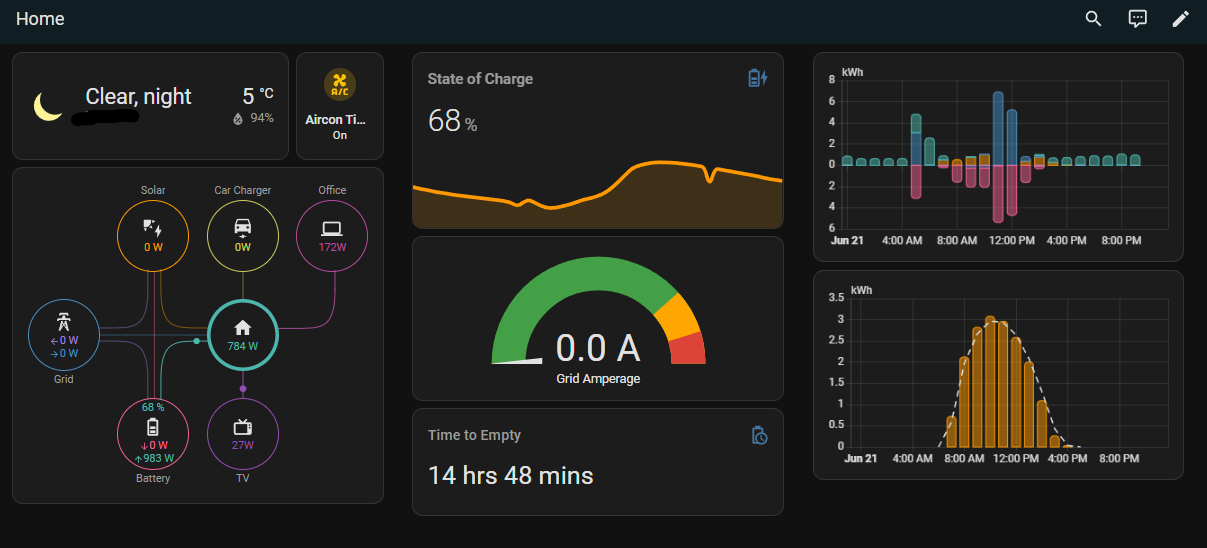 Home
Clear, night
5 °C
94%
A/C
Aircon Ti...
On
Solar
0 W
Car Charger
0W
Office
172W
←0 W
→0 W
Grid
784 W
68 %
↓0 W
↑983 W
Battery
27W
TV
State of Charge
68 %
0.0 A
Grid Amperage
Time to Empty
14 hrs 48 mins
kWh
8
6
4
2
0
2
4
6
Jun 21 4:00 AM 8:00 AM 12:00 PM 4:00 PM 8:00 PM
kWh
3.5
3
2.5
2
1.5
1
0.5
0
Jun 21 4:00 AM 8:00 AM 12:00 PM 4:00 PM 8:00 PM